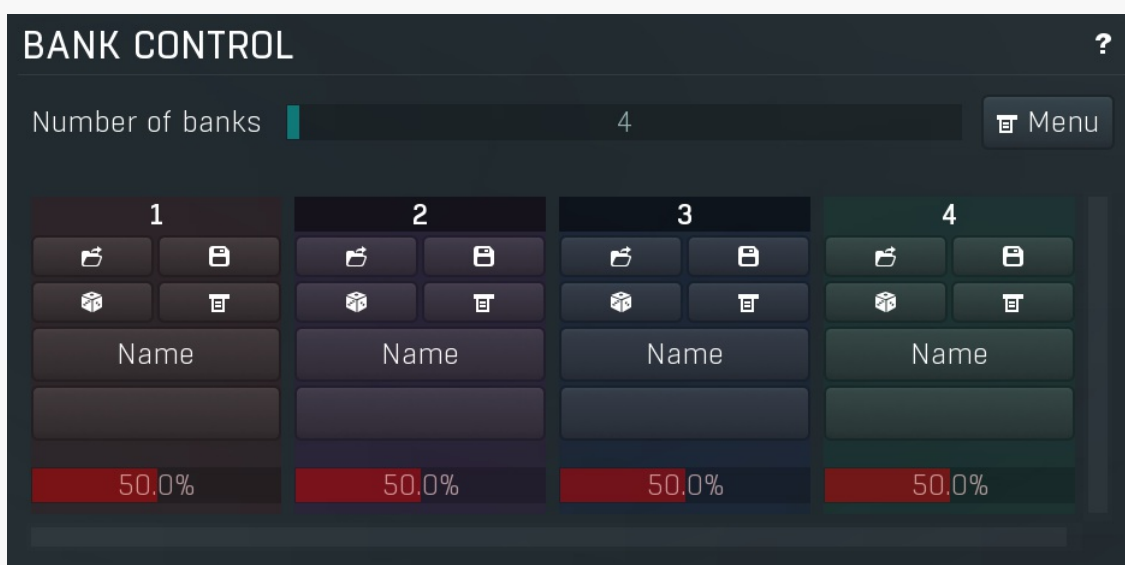 BANK CONTROL ?
Number of banks 4 Menu
1 2 3 4
Name Name Name Name
50.0% 50.0% 50.0% 50.0%